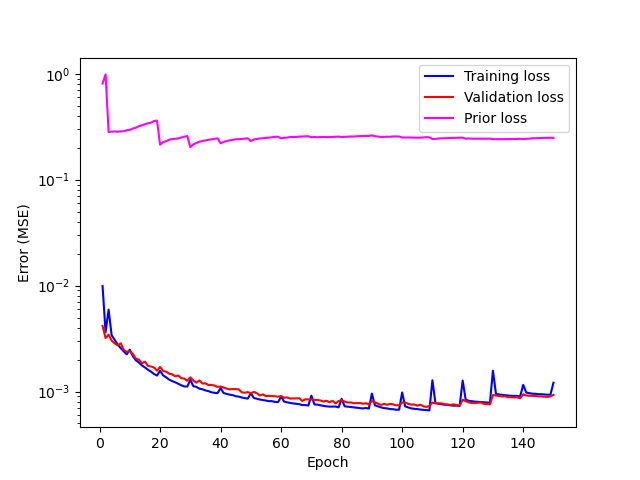 Training loss
Validation loss
Prior loss
10⁰
10⁻¹
10⁻²
10⁻³
Error (MSE)
0 20 40 60 80 100 120 140
Epoch